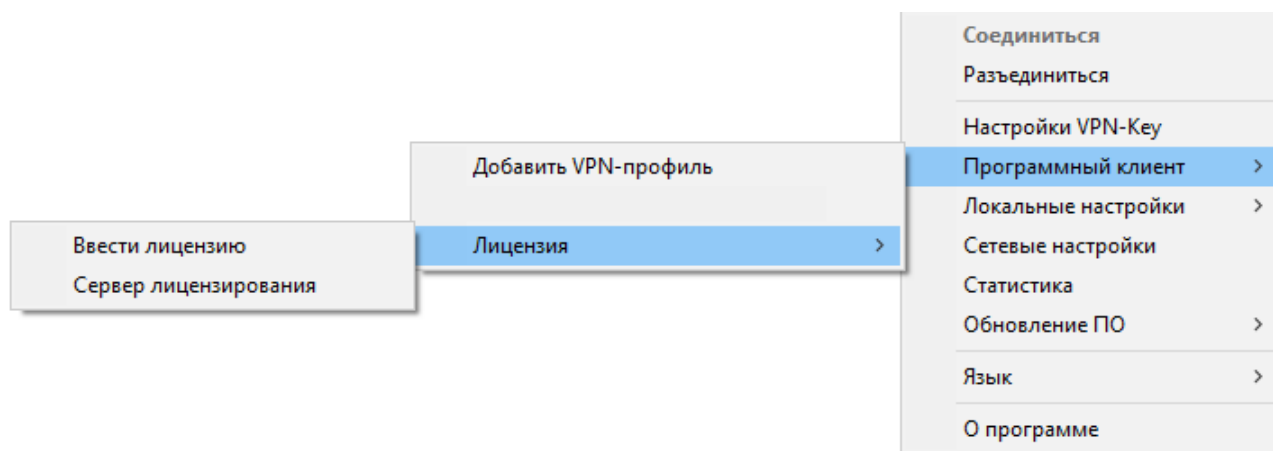 Соединиться
Разъединиться
Настройки VPN-Key
Программный клиент
Локальные настройки
Сетевые настройки
Статистика
Обновление ПО
Язык
О программе
Добавить VPN-профиль
Лицензия
Ввести лицензию
Сервер лицензирования